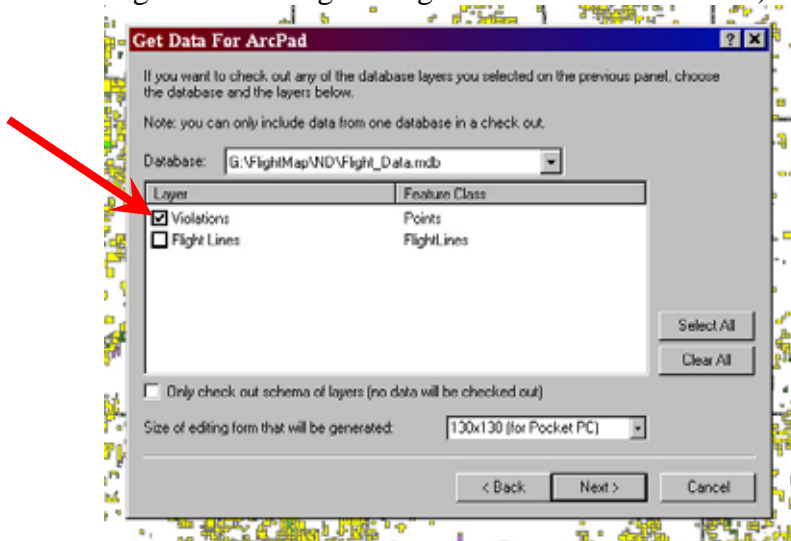 Get Data For ArcPad
If you want to check out any of the database layers you selected on the previous panel, choose
the database and the layers below.
Note: you can only include data from one database in a check out.
Database: G:\FlightMap\ND\Flight_Data.mdb
Layer Feature Class
Violations Points
Flight Lines FlightLines
Select All
Clear All
Only check out schema of layers (no data will be checked out)
Size of editing form that will be generated: 130x130 (for Pocket PC)
< Back Next > Cancel